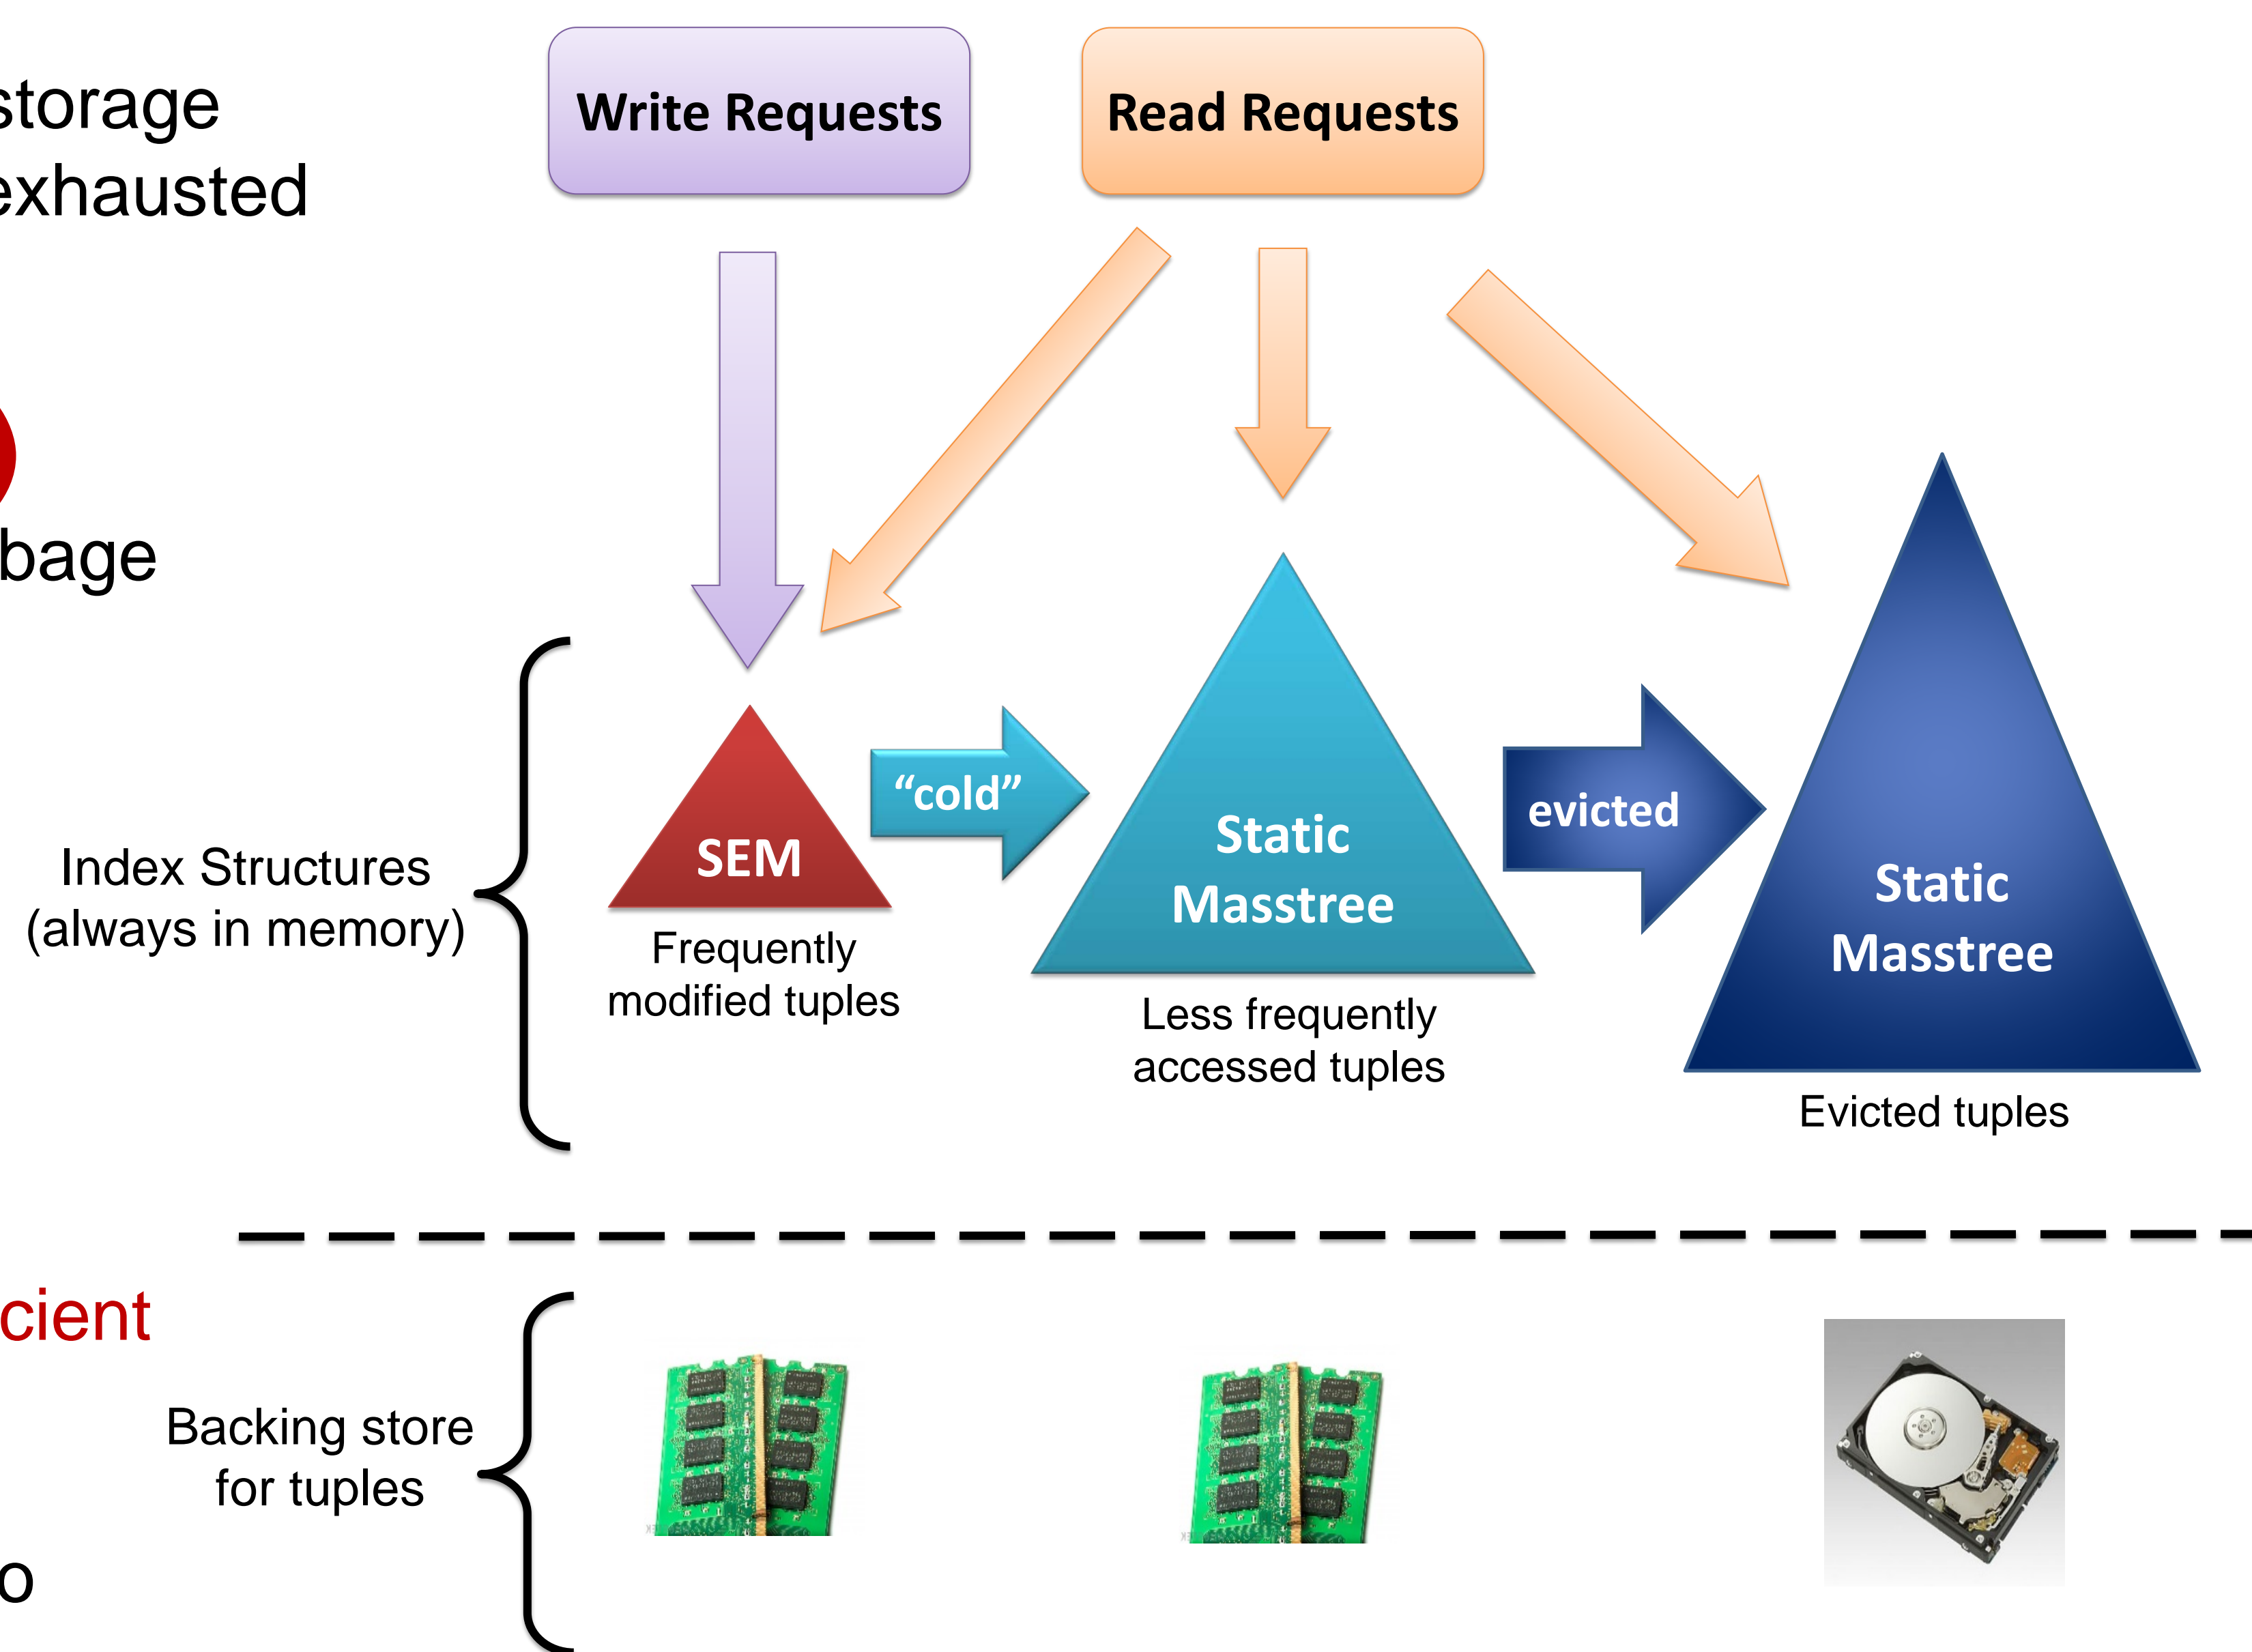 storage
exhausted
bage
cient
o
Write Requests
Read Requests
Index Structures
(always in memory)
SEM
Frequently
modified tuples
“cold”
Static
Masstree
Less frequently
accessed tuples
evicted
Static
Masstree
Evicted tuples
Backing store
for tuples